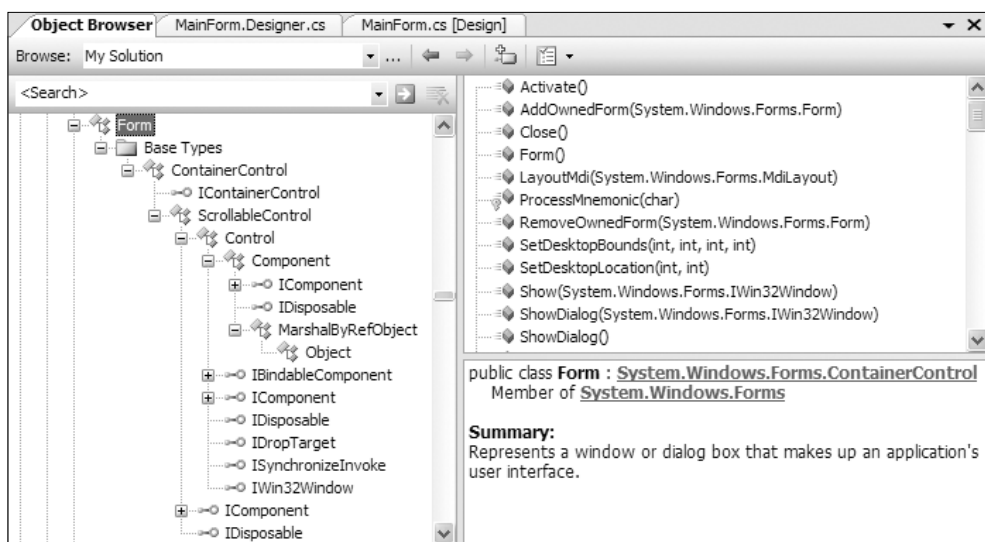 Object Browser MainForm.Designer.cs MainForm.cs [Design]
Browse: My Solution ...
<Search>
Form
Base Types
ContainerControl
IContainerControl
ScrollableControl
Control
Component
IComponent
IDisposable
MarshalByRefObject
Object
IBindableComponent
IComponent
IDisposable
IDropTarget
ISynchronizeInvoke
IWin32Window
IComponent
IDisposable
Activate()
AddOwnedForm(System.Windows.Forms.Form)
Close()
Form()
LayoutMdi(System.Windows.Forms.MdiLayout)
ProcessMnemonic(char)
RemoveOwnedForm(System.Windows.Forms.Form)
SetDesktopBounds(int, int, int, int)
SetDesktopLocation(int, int)
Show(System.Windows.Forms.IWin32Window)
ShowDialog(System.Windows.Forms.IWin32Window)
ShowDialog()
public class Form : System.Windows.Forms.ContainerControl
Member of System.Windows.Forms
Summary:
Represents a window or dialog box that makes up an application's
user interface.